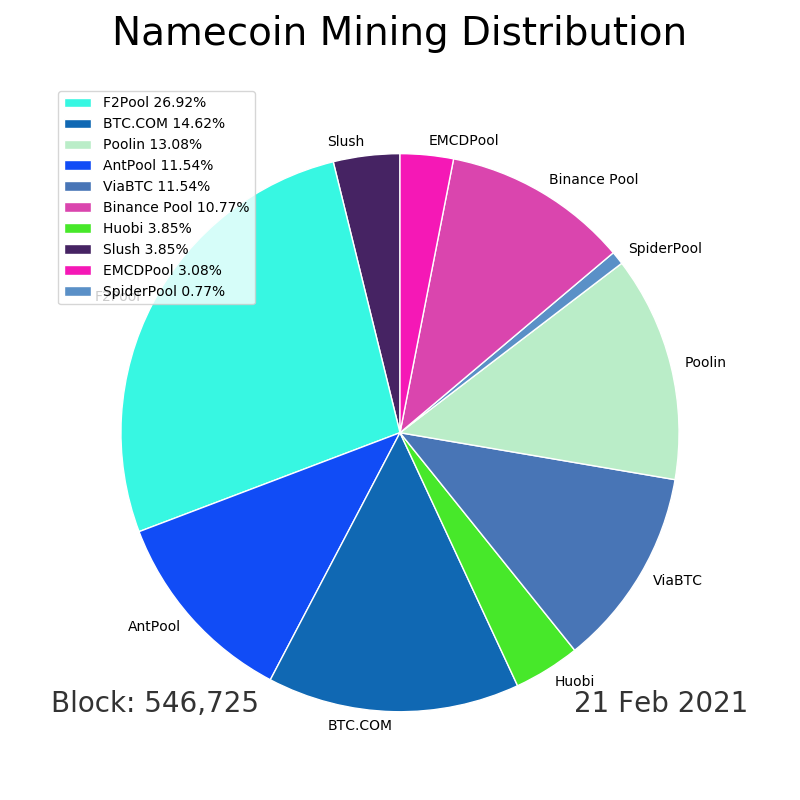 Namecoin Mining Distribution
F2Pool 26.92%
BTC.COM 14.62%
Poolin 13.08%
AntPool 11.54%
ViaBTC 11.54%
Binance Pool 10.77%
Huobi 3.85%
Slush 3.85%
EMCDPool 3.08%
SpiderPool 0.77%
Slush
EMCDPool
Binance Pool
SpiderPool
F2Pool
Poolin
ViaBTC
AntPool
Huobi
BTC.COM
Block: 546,725
21 Feb 2021